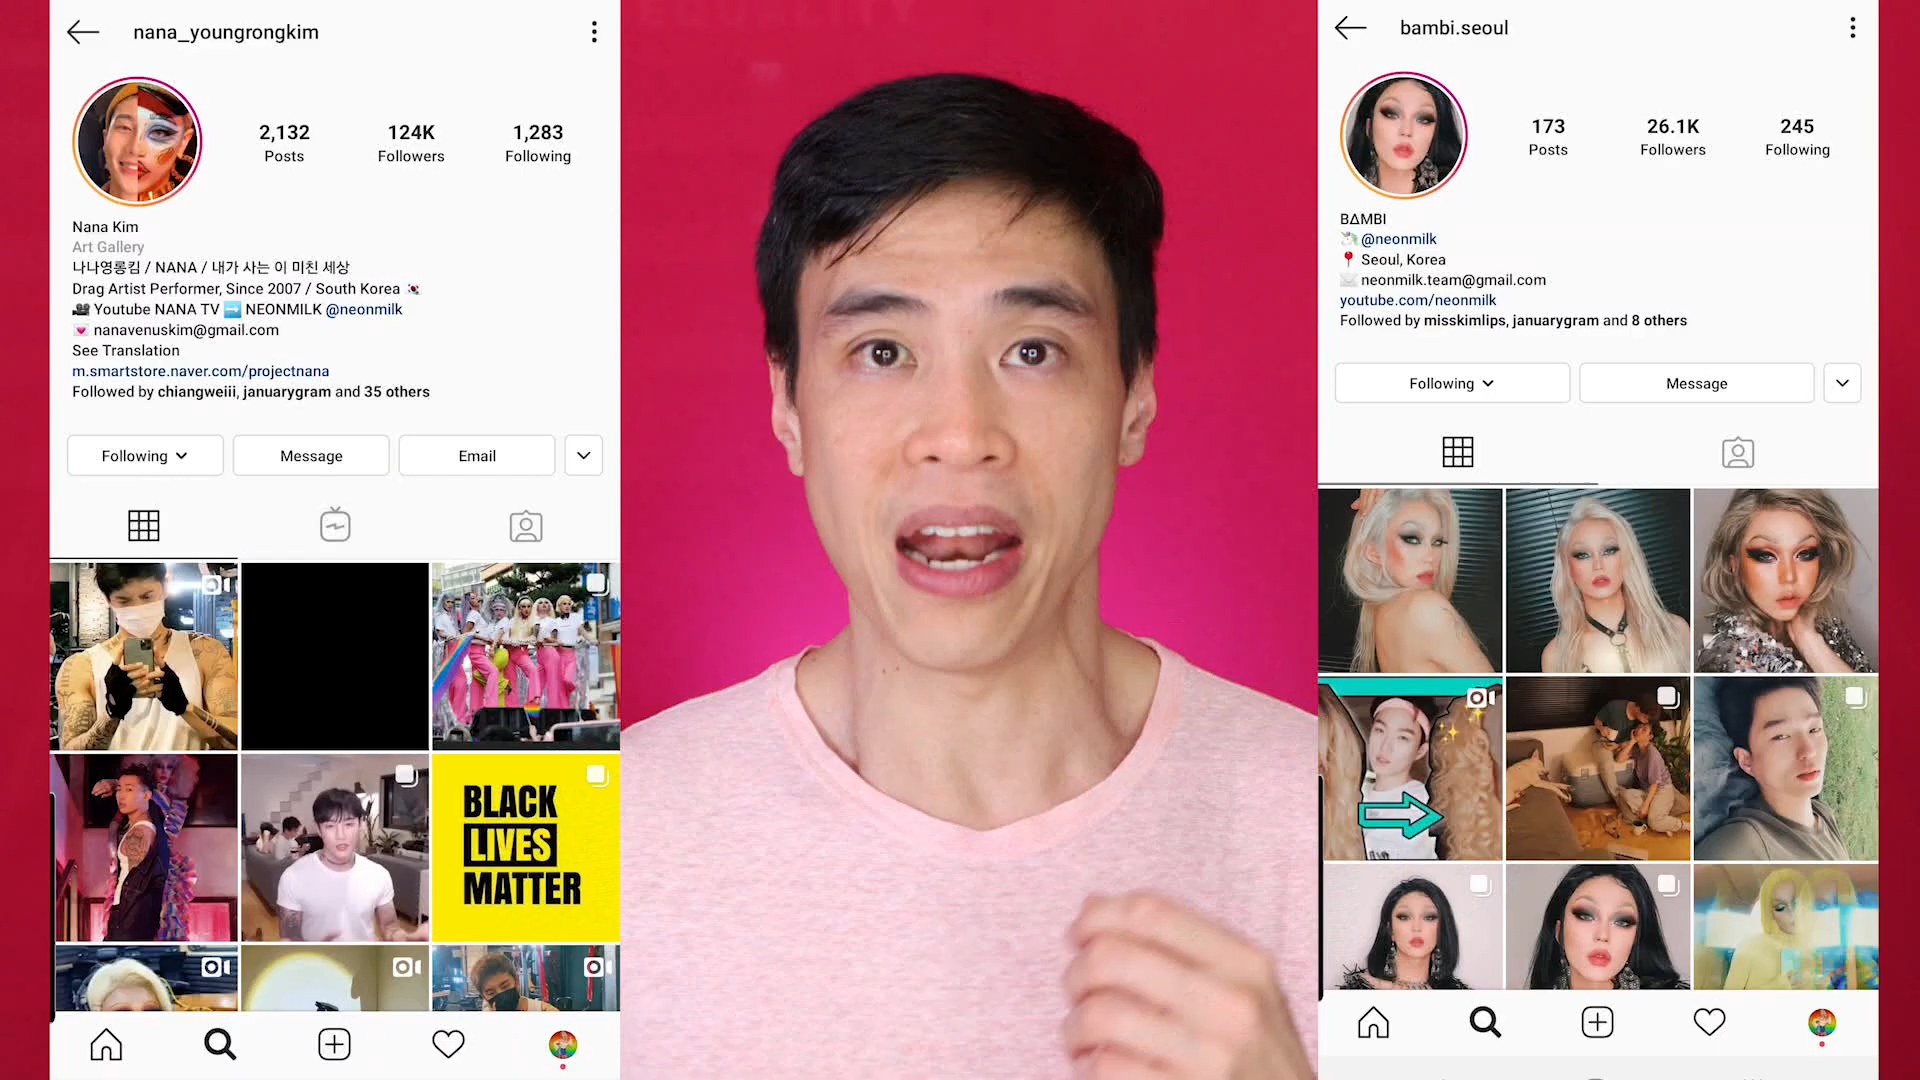 nana_youngrongkim
2,132
Posts
124K
Followers
1,283
Following
Nana Kim
Art Gallery
나나영롱킴 / NANA / 내가 사는 이 미친 세상
Drag Artist Performer, Since 2007 / South Korea 🇰🇷
🎥 Youtube NANA TV ➡️ NEONMILK @neonmilk
💌 nanavenuskim@gmail.com
See Translation
m.smartstore.naver.com/projectnana
Followed by chiangweiii, januarygram and 35 others
Following
Message
Email
BLACK
LIVES
MATTER
bambi.seoul
173
Posts
26.1K
Followers
245
Following
BΔMBI
🦄 @neonmilk
📍 Seoul, Korea
✉️ neonmilk.team@gmail.com
youtube.com/neonmilk
Followed by misskimlips, januarygram and 8 others
Following
Message